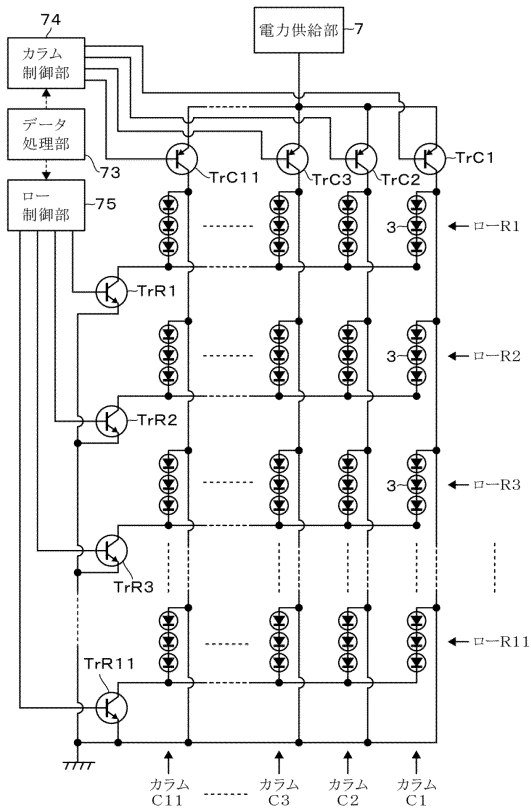 74
電力供給部
7
カラム
制御部
データ
処理部
73
ロー
制御部
75
TrC11
TrC3
TrC2
TrC1
3
ローR1
TrR1
3
ローR2
TrR2
3
ローR3
TrR3
TrR11
ローR11
カラム
C11
カラム
C3
カラム
C2
カラム
C1